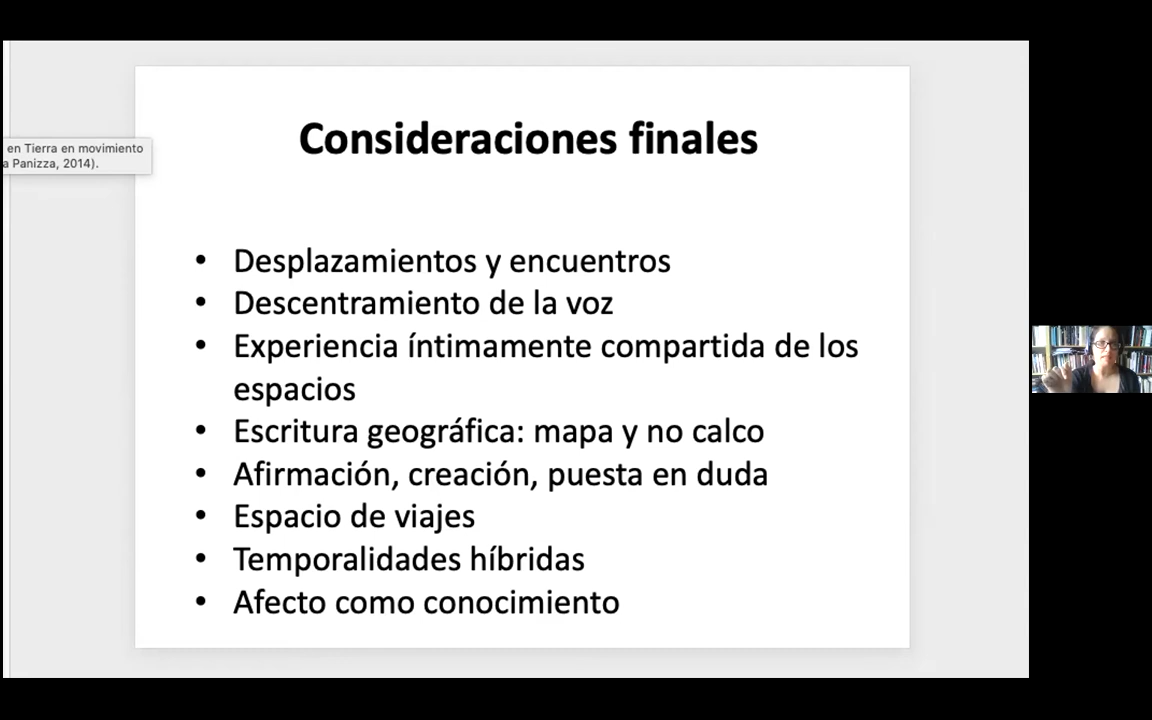 Consideraciones finales
en Tierra en movimiento
a Panizza, 2014).
• Desplazamientos y encuentros
• Descentramiento de la voz
• Experiencia íntimamente compartida de los
espacios
• Escritura geográfica: mapa y no calco
• Afirmación, creación, puesta en duda
• Espacio de viajes
• Temporalidades híbridas
• Afecto como conocimiento